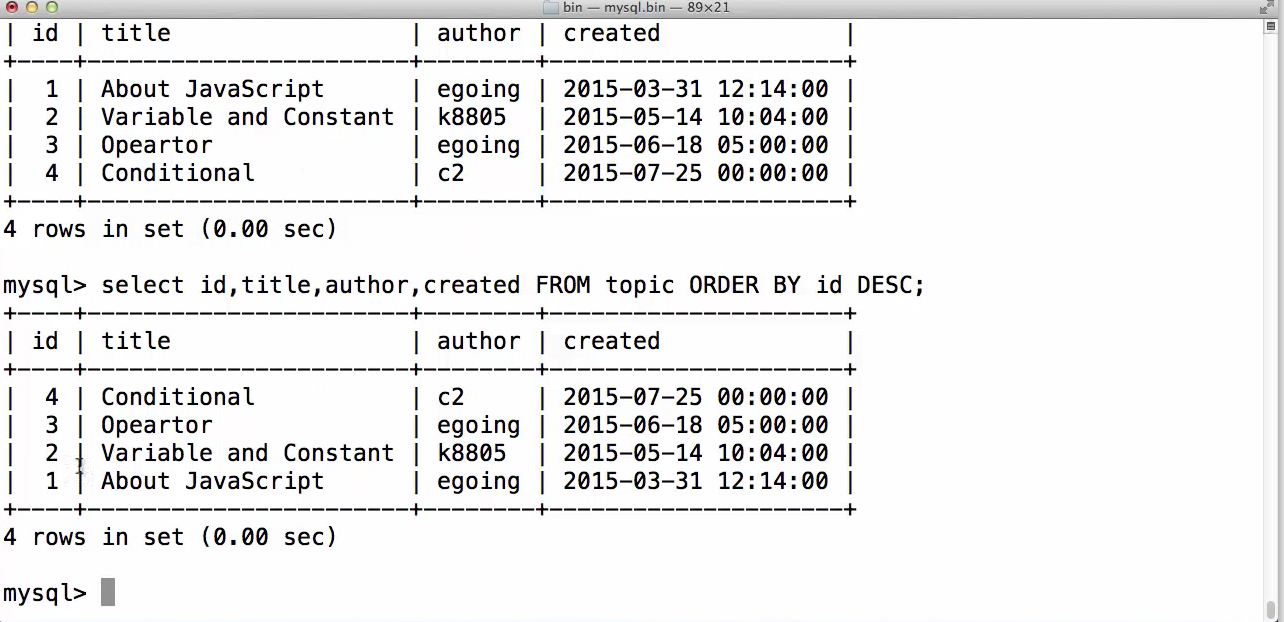 bin — mysql.bin — 89×21
| id | title                 | author | created             |
+----+-----------------------+--------+---------------------+
|  1 | About JavaScript      | egoing | 2015-03-31 12:14:00 |
|  2 | Variable and Constant | k8805  | 2015-05-14 10:04:00 |
|  3 | Opeartor              | egoing | 2015-06-18 05:00:00 |
|  4 | Conditional           | c2     | 2015-07-25 00:00:00 |
+----+-----------------------+--------+---------------------+
4 rows in set (0.00 sec)
mysql> select id,title,author,created FROM topic ORDER BY id DESC;
+----+-----------------------+--------+---------------------+
| id | title                 | author | created             |
+----+-----------------------+--------+---------------------+
|  4 | Conditional           | c2     | 2015-07-25 00:00:00 |
|  3 | Opeartor              | egoing | 2015-06-18 05:00:00 |
|  2 | Variable and Constant | k8805  | 2015-05-14 10:04:00 |
|  1 | About JavaScript      | egoing | 2015-03-31 12:14:00 |
+----+-----------------------+--------+---------------------+
4 rows in set (0.00 sec)
mysql>